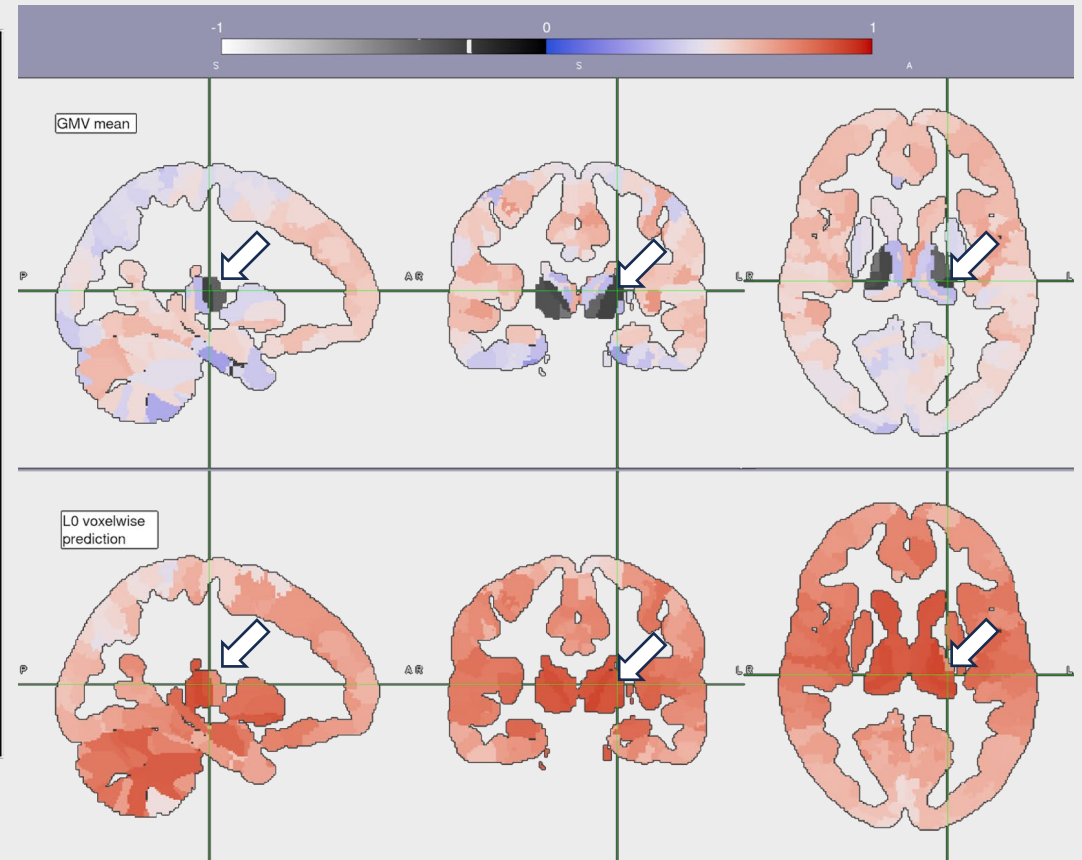 -1 0 1
S S A
GMV mean
P A R L R L
L0 voxelwise
prediction
P A R L R L